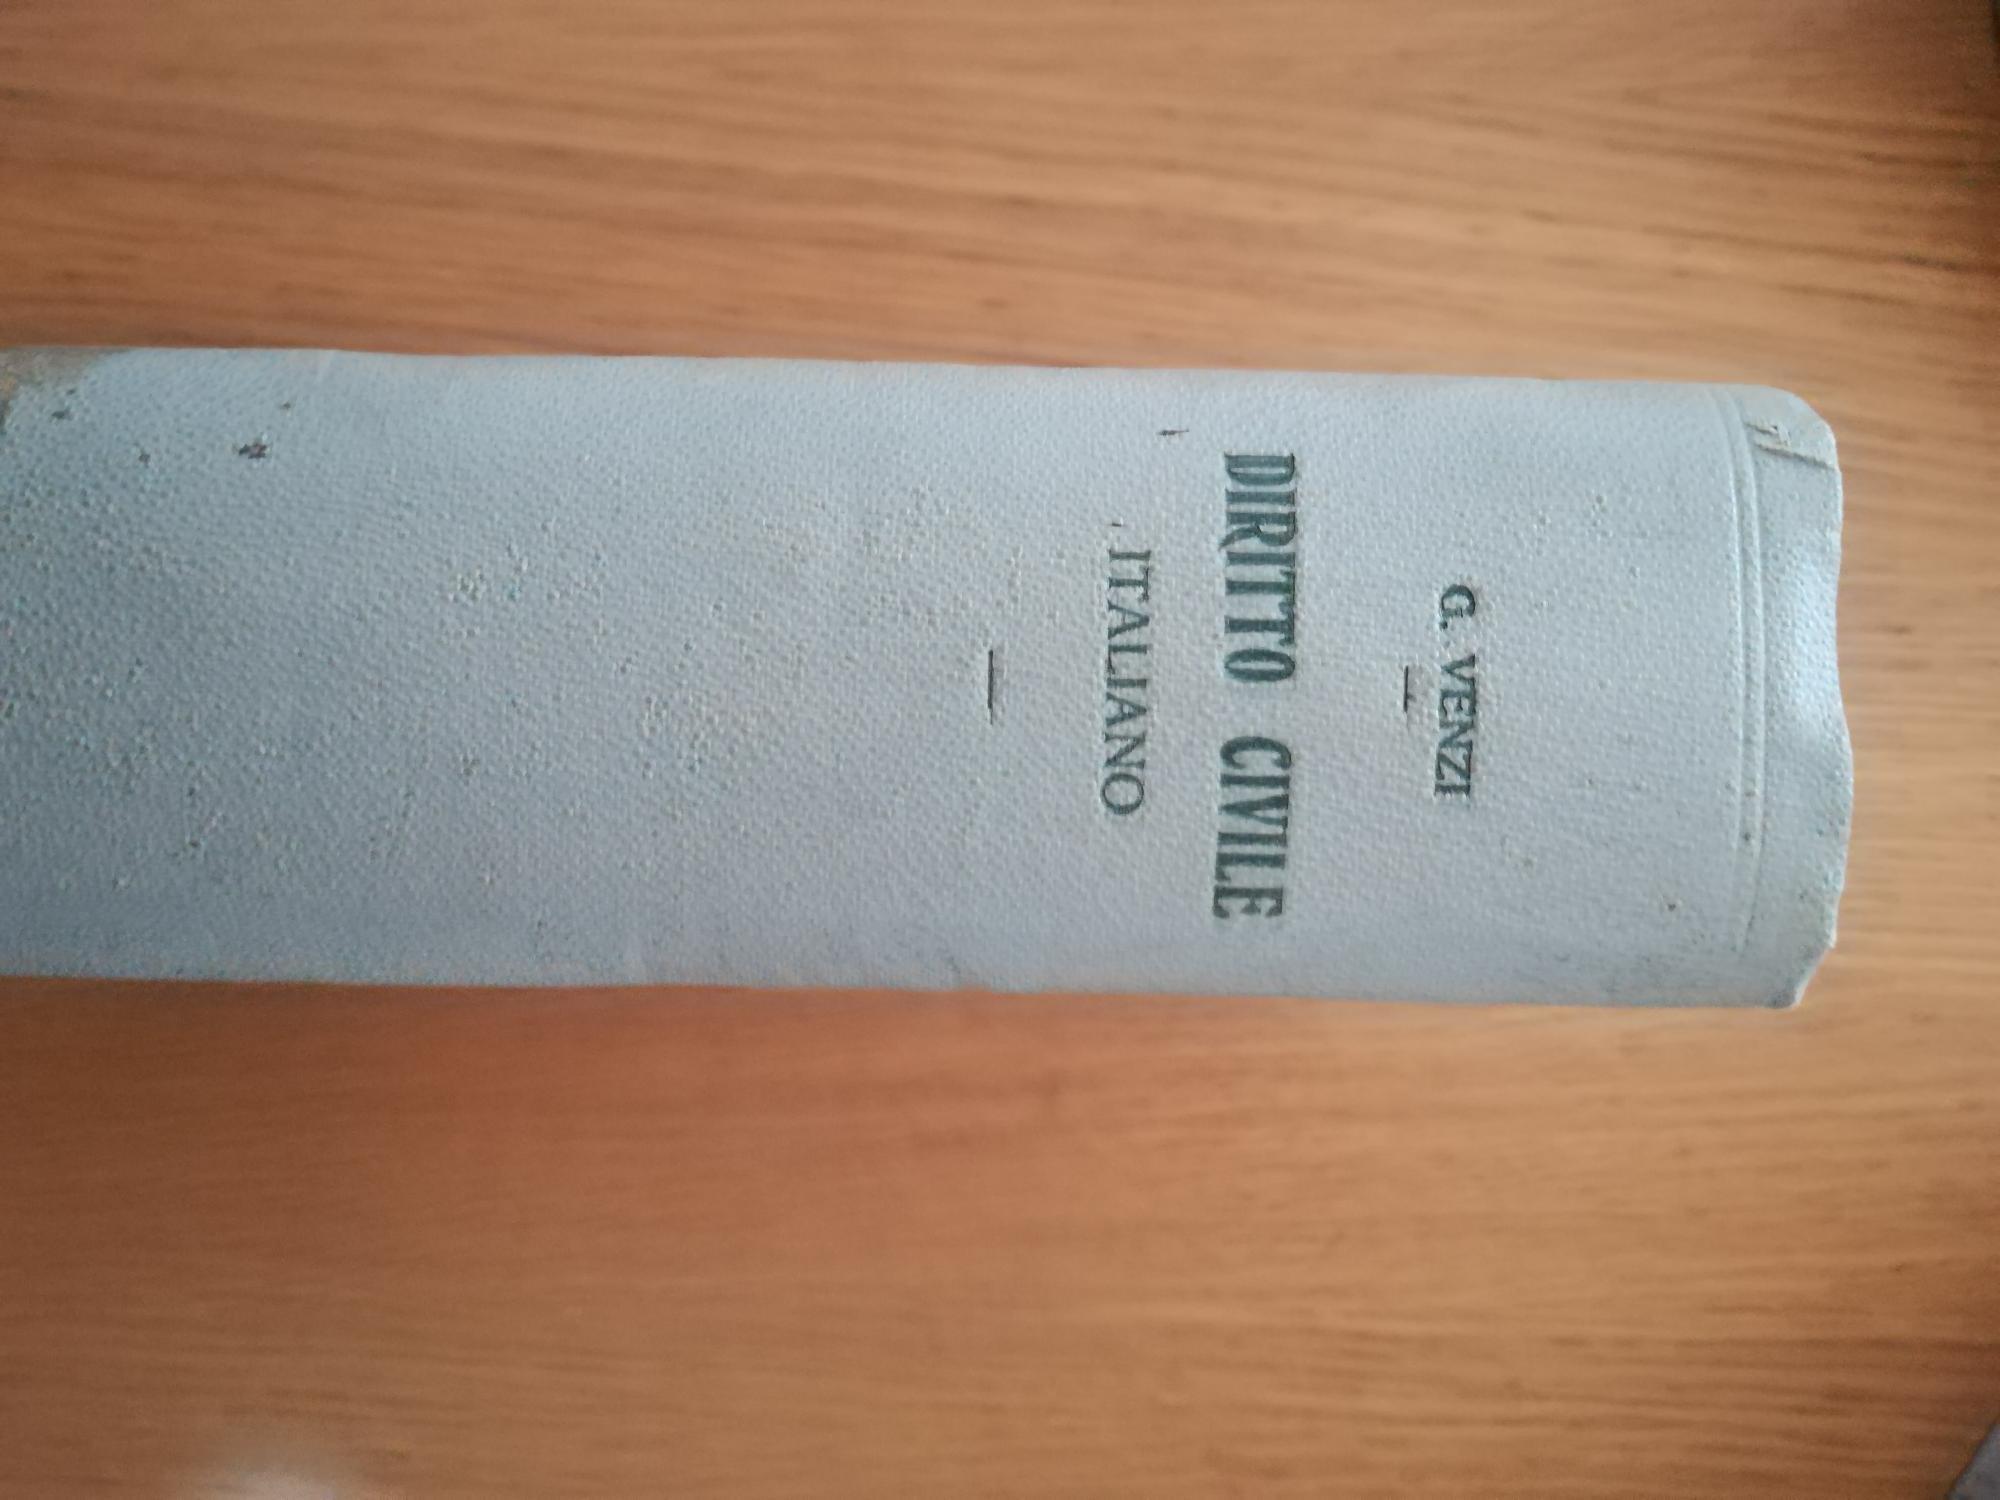 G. VENZI
DIRITTO CIVILE
ITALIANO